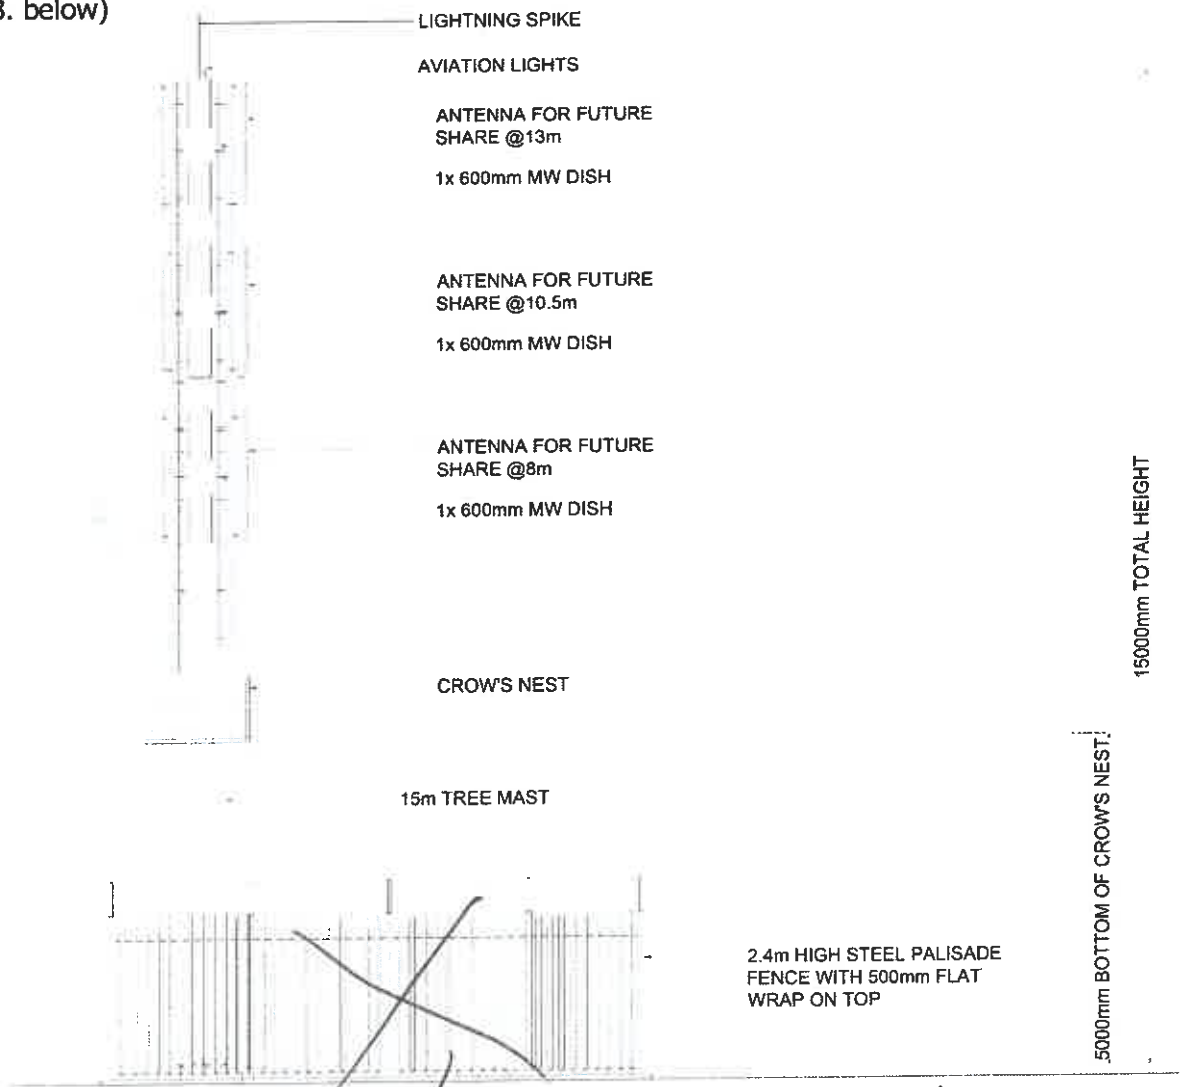 3. below)
LIGHTNING SPIKE
AVIATION LIGHTS
ANTENNA FOR FUTURE
SHARE @13m
1x 600mm MW DISH
ANTENNA FOR FUTURE
SHARE @10.5m
1x 600mm MW DISH
ANTENNA FOR FUTURE
SHARE @8m
1x 600mm MW DISH
15000mm TOTAL HEIGHT
CROW'S NEST
15m TREE MAST
5000mm BOTTOM OF CROW'S NEST
2.4m HIGH STEEL PALISADE
FENCE WITH 500mm FLAT
WRAP ON TOP